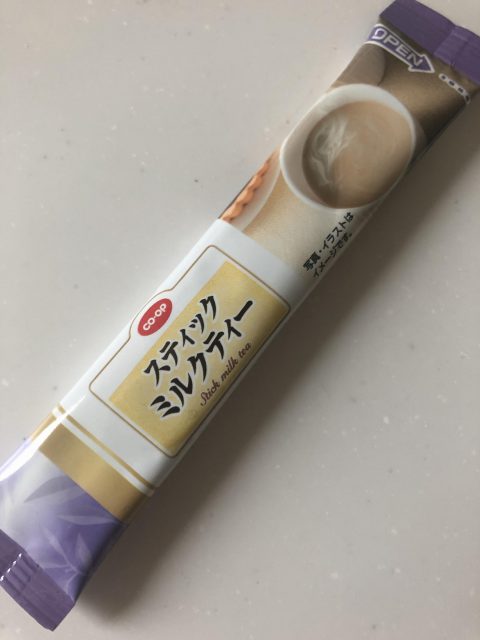 OPEN
写真・イラストは
イメージです。
CO・OP
スティック
ミルクティー
Stick milk tea